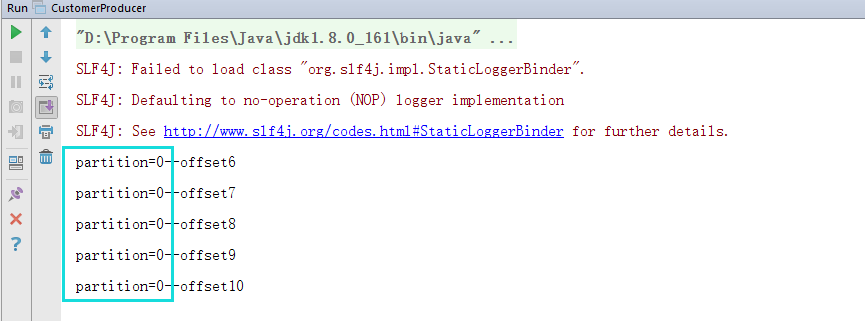 Run CustomerProducer
"D:\Program Files\Java\jdk1.8.0_161\bin\java" ...
SLF4J: Failed to load class "org.slf4j.impl.StaticLoggerBinder".
SLF4J: Defaulting to no-operation (NOP) logger implementation
SLF4J: See http://www.slf4j.org/codes.html#StaticLoggerBinder for further details.
partition=0--offset6
partition=0--offset7
partition=0--offset8
partition=0--offset9
partition=0--offset10